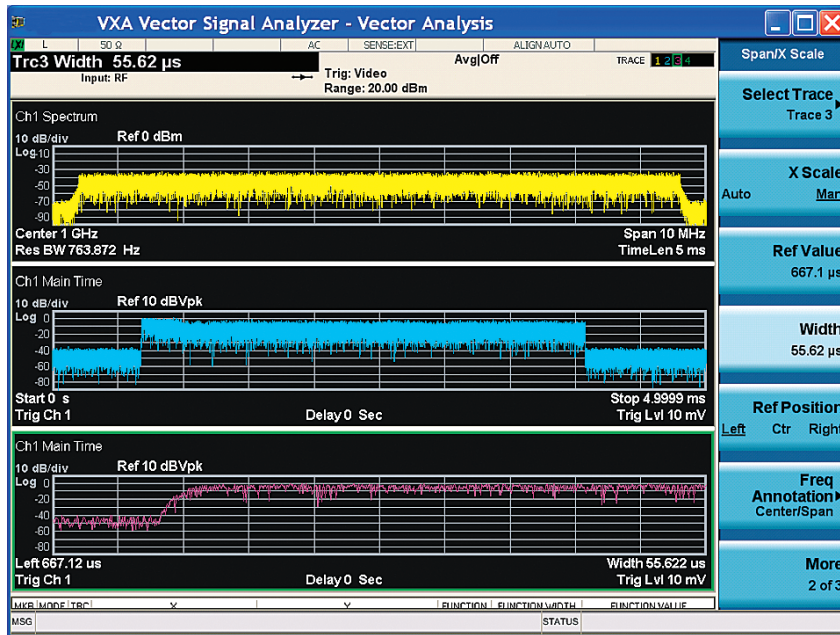 VXA Vector Signal Analyzer - Vector Analysis
LXI L 50 Ω AC SENSE:EXT ALIGN AUTO
Trc3 Width 55.62 µs
Input: RF
Trig: Video
Range: 20.00 dBm
Avg|Off
TRACE 1 2 3 4
Ch1 Spectrum
10 dB/div Ref 0 dBm
Log
-10
-30
-50
-70
-90
Center 1 GHz Span 10 MHz
Res BW 763.872 Hz TimeLen 5 ms
Ch1 Main Time
10 dB/div Ref 10 dBVpk
Log
0
-20
-40
-60
-80
Start 0 s Stop 4.9999 ms
Trig Ch 1 Delay 0 Sec Trig Lvl 10 mV
Ch1 Main Time
10 dB/div Ref 10 dBVpk
Log
0
-20
-40
-60
-80
Left 667.12 us Width 55.622 us
Trig Ch 1 Delay 0 Sec Trig Lvl 10 mV
MKR MODE TRC X Y FUNCTION FUNCTION WIDTH FUNCTION VALUE
MSG STATUS
Span/X Scale
Select Trace
Trace 3
X Scale
Auto Man
Ref Value
667.1 µs
Width
55.62 µs
Ref Position
Left Ctr Right
Freq
Annotation
Center/Span
More
2 of 3